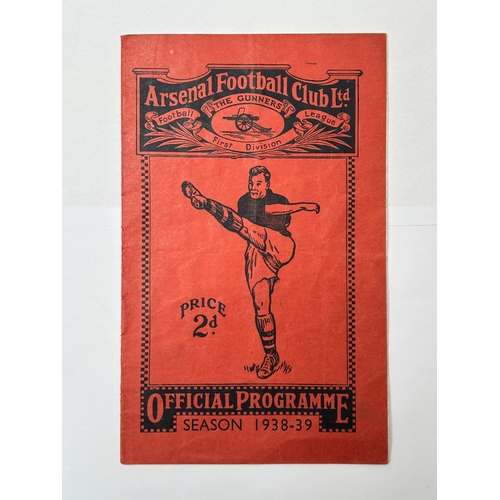 Arsenal Football Club Ltd.
THE GUNNERS
Football League
First Division
PRICE
2d.
OFFICIAL PROGRAMME
SEASON 1938-39